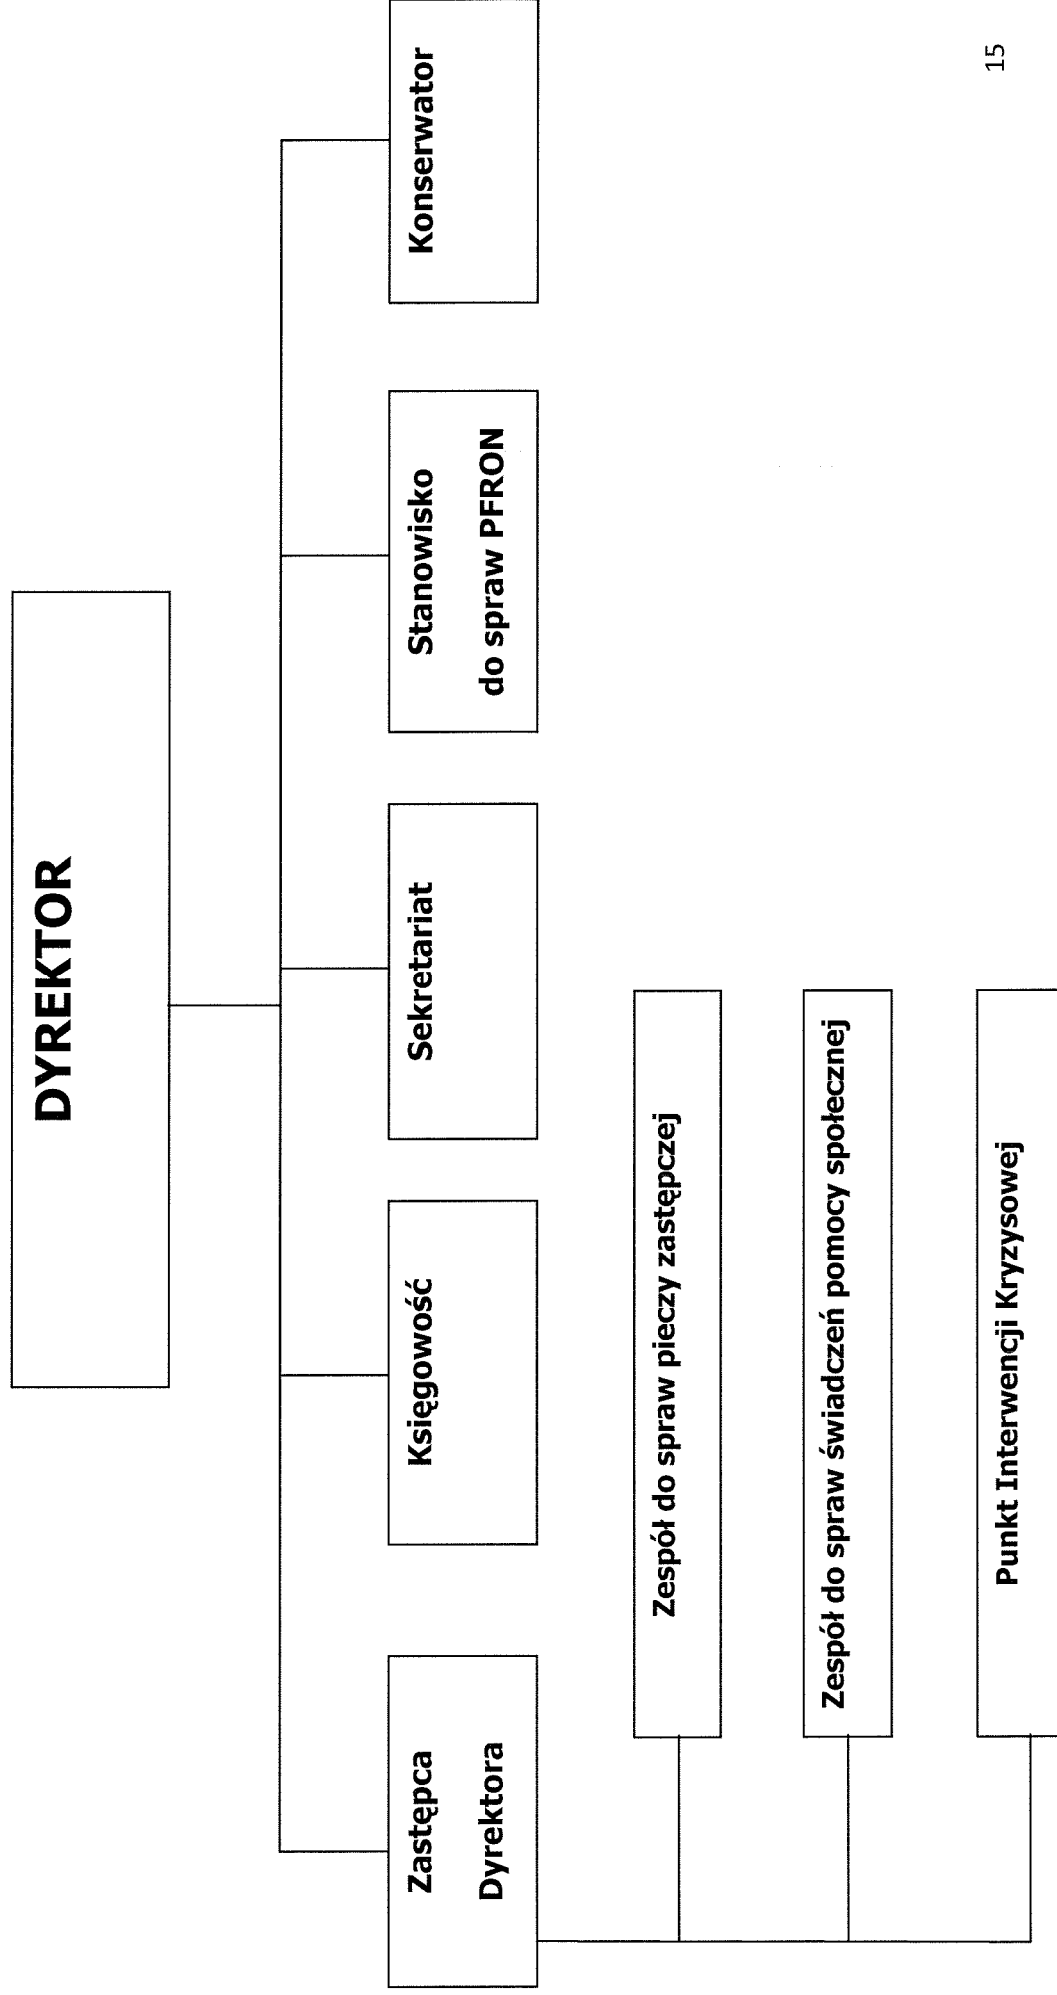 DYREKTOR
Zastępca
Dyrektora
Księgowość
Sekretariat
Stanowisko
do spraw PFRON
Konserwator
Zespół do spraw pieczy zastępczej
Zespół do spraw świadczeń pomocy społecznej
Punkt Interwencji Kryzysowej
15